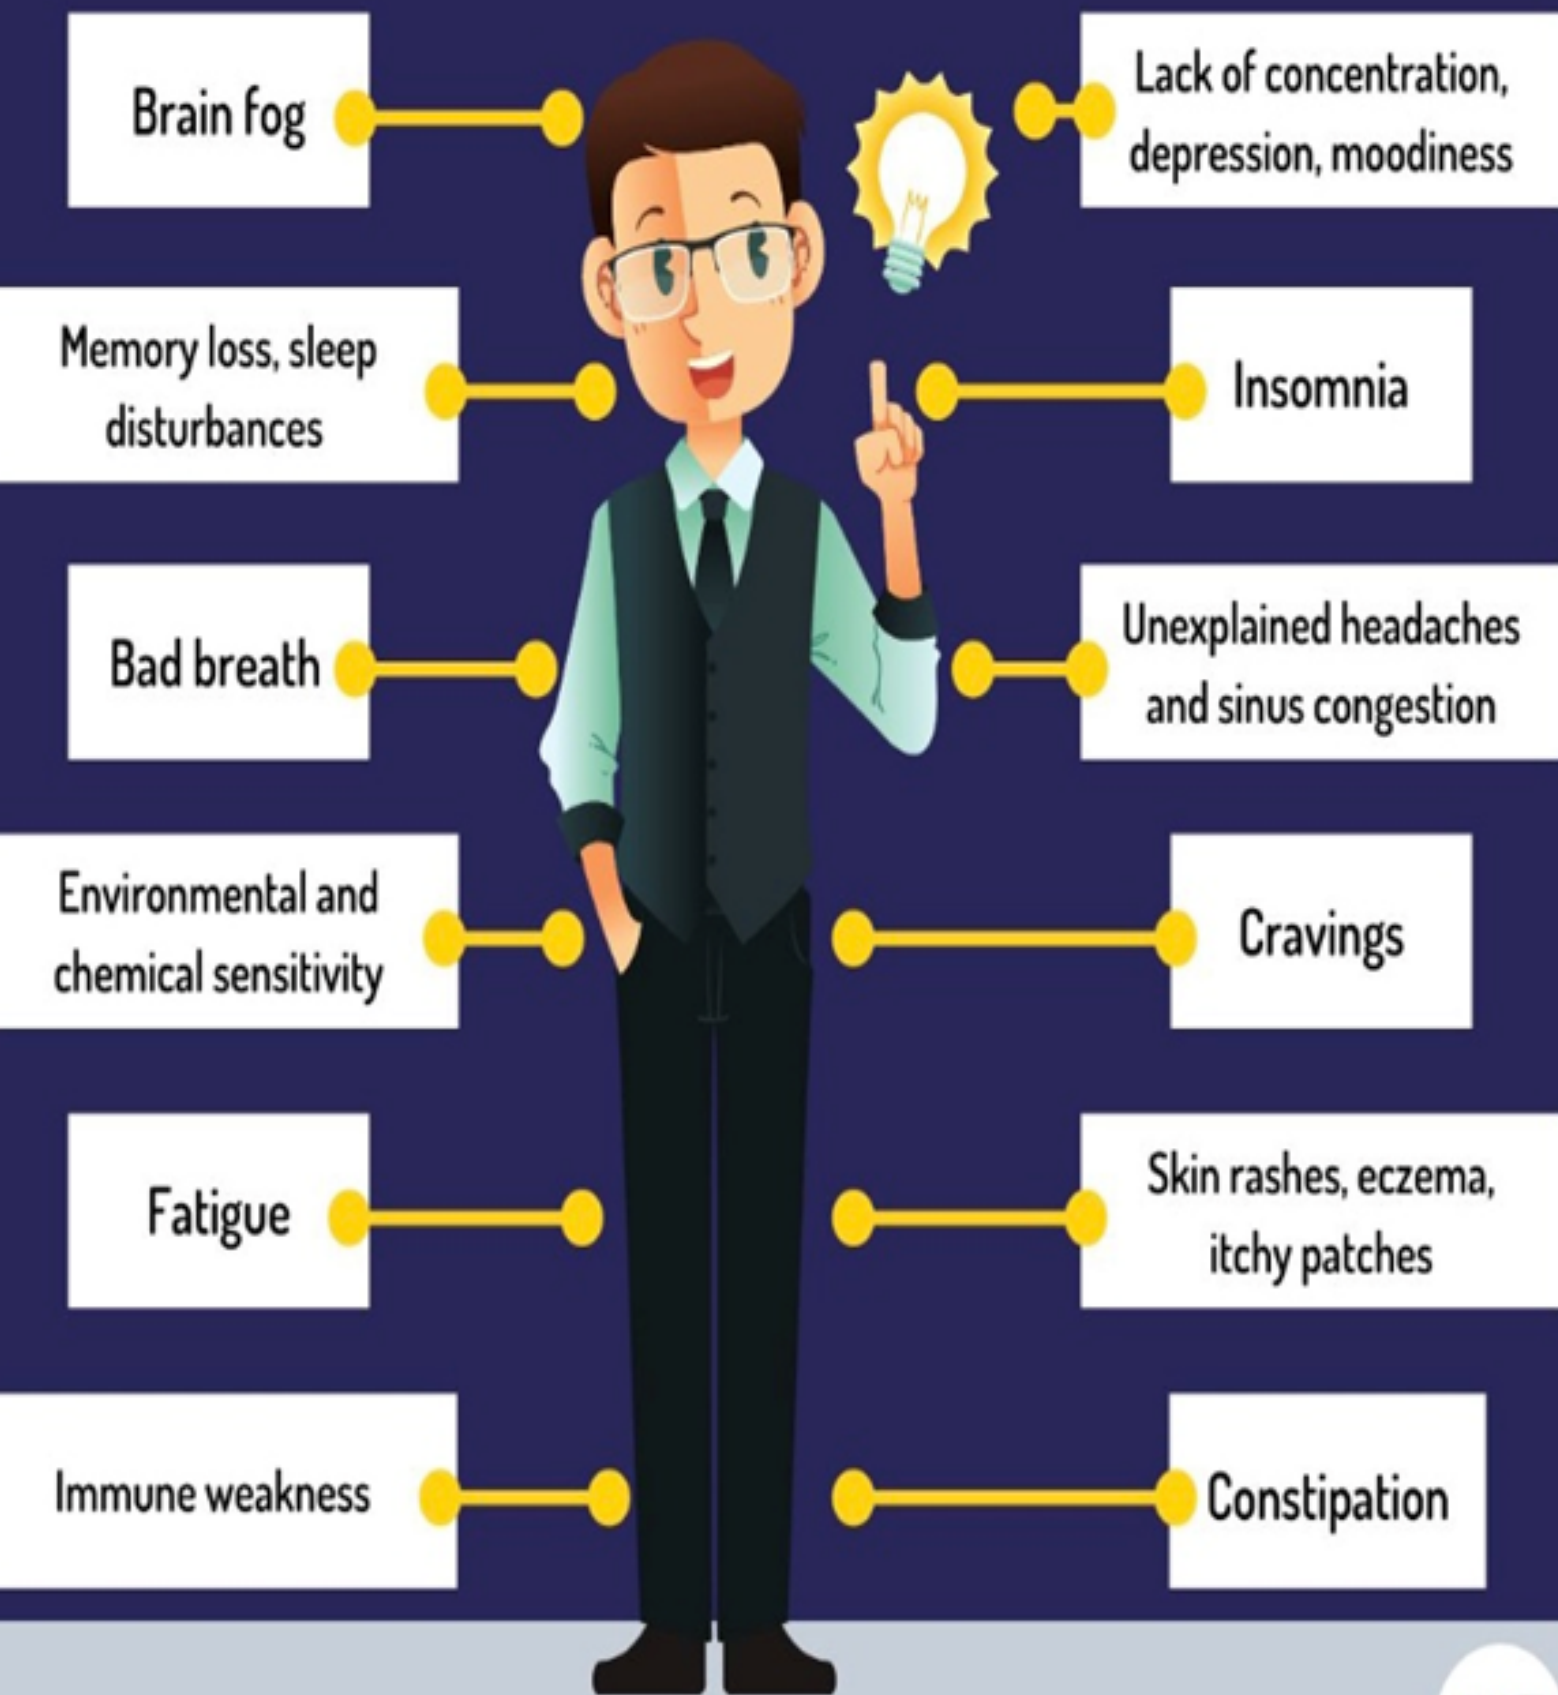 Brain fog
Lack of concentration,
depression, moodiness
Memory loss, sleep
disturbances
Insomnia
Bad breath
Unexplained headaches
and sinus congestion
Environmental and
chemical sensitivity
Cravings
Fatigue
Skin rashes, eczema,
itchy patches
Immune weakness
Constipation